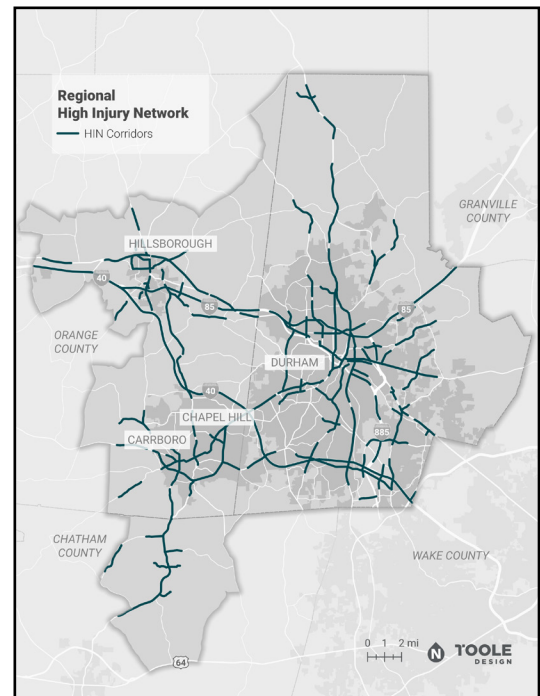 Regional
High Injury Network
HIN Corridors
GRANVILLE
COUNTY
HILLSBOROUGH
40
85
85
ORANGE
COUNTY
DURHAM
40
CHAPEL HILL
CARRBORO
885
CHATHAM
COUNTY
WAKE COUNTY
0 1 2 mi
N
TOOLE
DESIGN
64